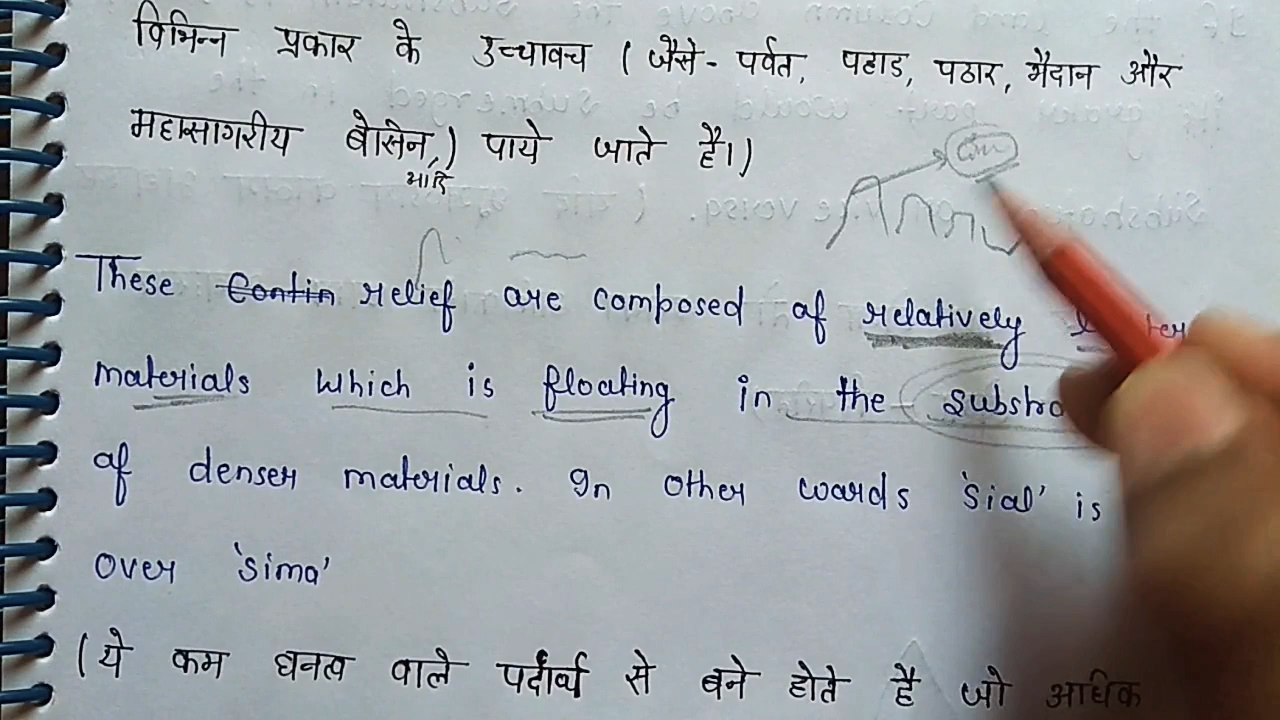 विभिन्न प्रकार के उच्चावच (जैसे- पर्वत, पहाड, पठार, मैदान और
महासागरीय बेसिन,) पाये जाते है।)
आदि
These Contin relief are composed of relatively
materials which is floating in the
of denser materials. In other words 'Sial' is
over 'Sima'
(ये कम घनत्व वाले पर्दाथ से बने होते है जो अधिक